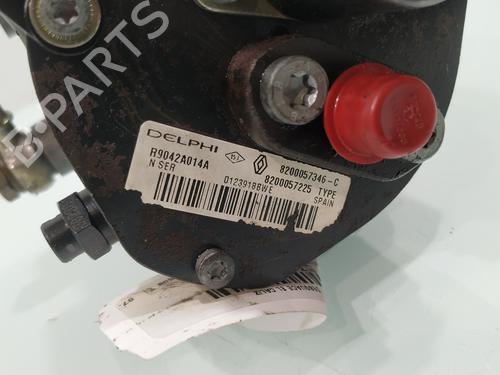 B-PARTS
DELPHI
8200057346-C
R9042A014A
8200057225 TYPE
N SER
D123918BWE
SPAIN